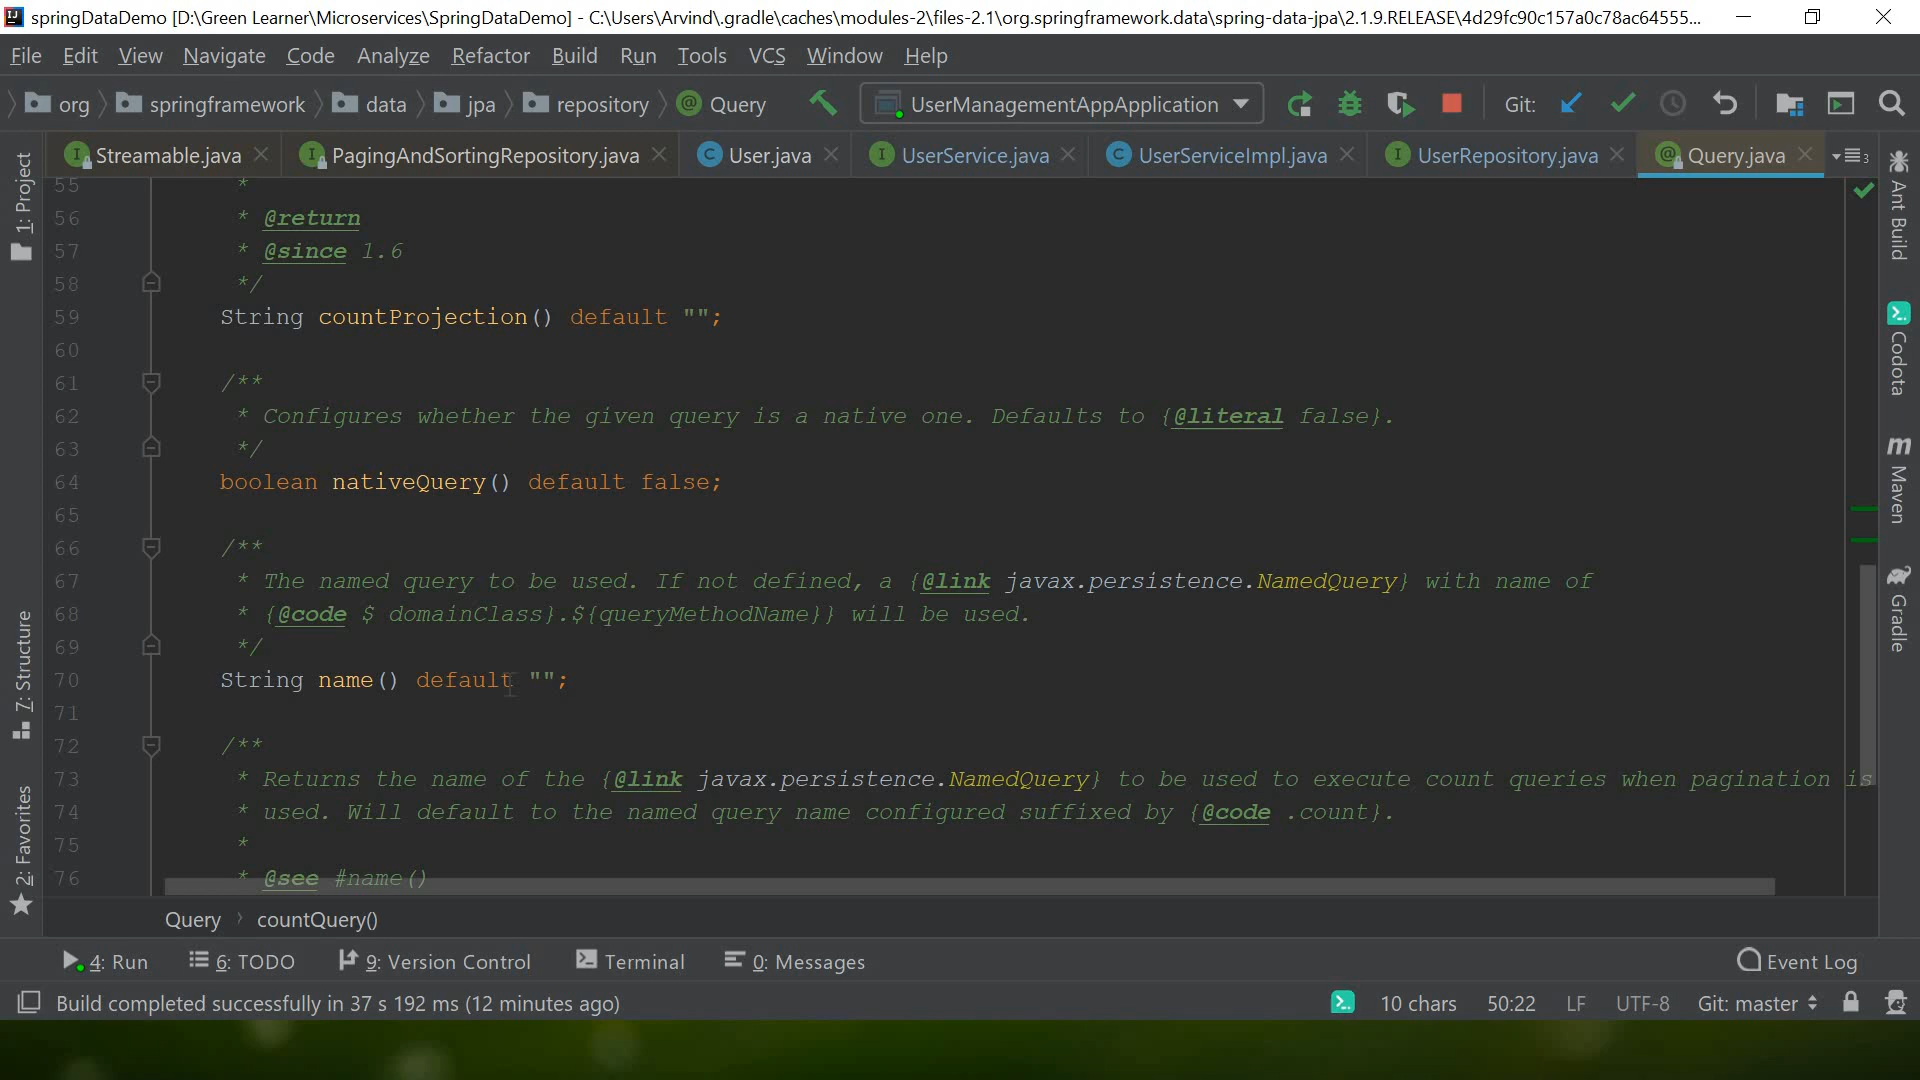 springDataDemo [D:\Green Learner\Microservices\SpringDataDemo] - C:\Users\Arvind\.gradle\caches\modules-2\files-2.1\org.springframework.data\spring-data-jpa\2.1.9.RELEASE\4d29fc90c157a0c78ac64555...
File Edit View Navigate Code Analyze Refactor Build Run Tools VCS Window Help
org springframework data jpa repository Query UserManagementAppApplication Git:
Streamable.java PagingAndSortingRepository.java User.java UserService.java UserServiceImpl.java UserRepository.java Query.java 3
1: Project
7: Structure
2: Favorites
55 *
56 * @return
57 * @since 1.6
58 */
59 String countProjection() default "";
60
61 /**
62 * Configures whether the given query is a native one. Defaults to {@literal false}.
63 */
64 boolean nativeQuery() default false;
65
66 /**
67 * The named query to be used. If not defined, a {@link javax.persistence.NamedQuery} with name of
68 * {@code $ domainClass}.${queryMethodName}} will be used.
69 */
70 String name() default "";
71
72 /**
73 * Returns the name of the {@link javax.persistence.NamedQuery} to be used to execute count queries when pagination is
74 * used. Will default to the named query name configured suffixed by {@code .count}.
75 *
76 * @see #name()
Ant Build
Codota
m Maven
Gradle
Query › countQuery()
4: Run 6: TODO 9: Version Control Terminal 0: Messages Event Log
Build completed successfully in 37 s 192 ms (12 minutes ago) 10 chars 50:22 LF UTF-8 Git: master